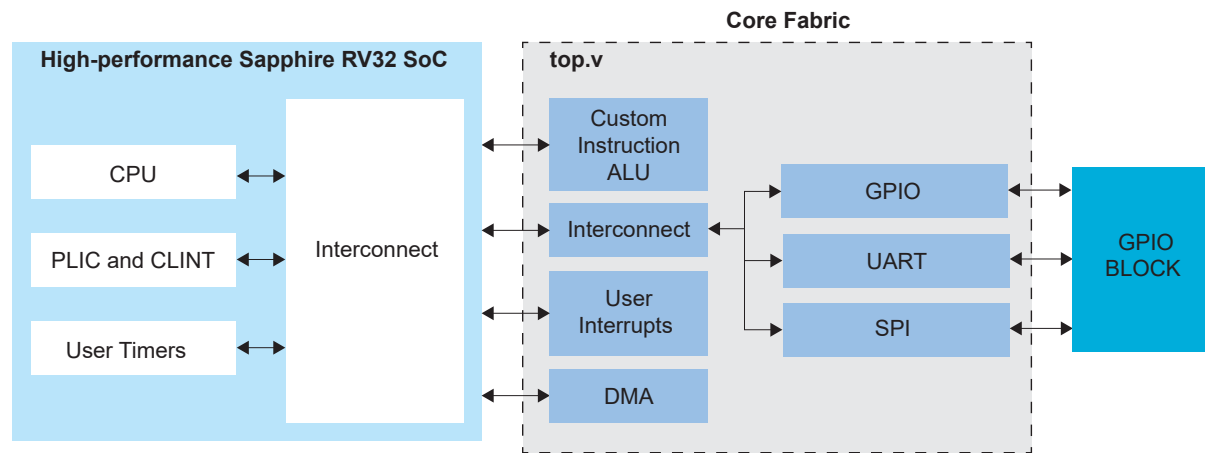 Core Fabric
High-performance Sapphire RV32 SoC
CPU
PLIC and CLINT
User Timers
Interconnect
top.v
Custom
Instruction
ALU
Interconnect
User
Interrupts
DMA
GPIO
UART
SPI
GPIO
BLOCK